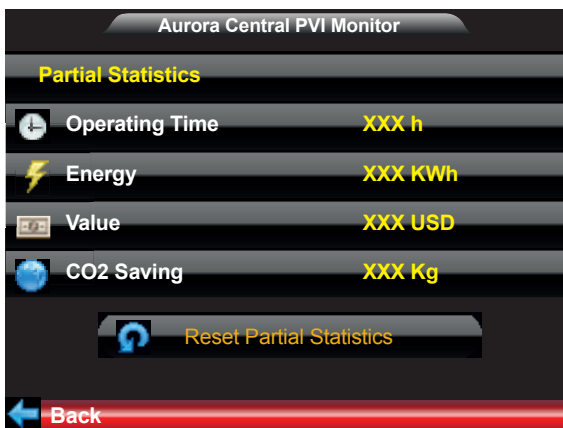 Aurora Central PVI Monitor
Partial Statistics
Operating Time XXX h
Energy XXX KWh
Value XXX USD
CO2 Saving XXX Kg
Reset Partial Statistics
Back